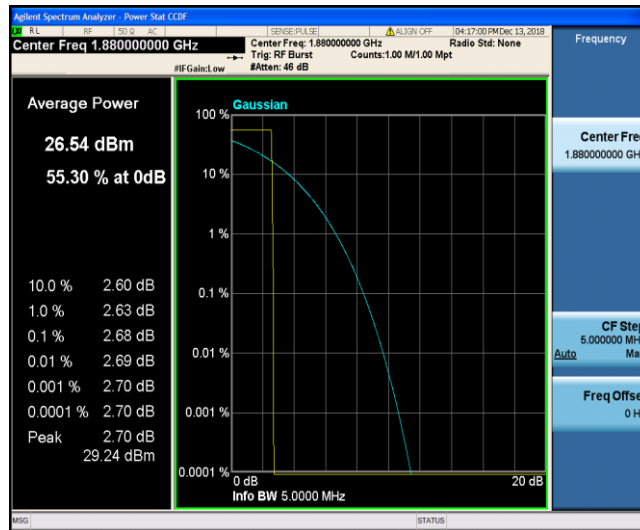 Agilent Spectrum Analyzer - Power Stat CCDF
RL RF 50 Ω AC SENSE:PULSE ALIGN OFF 04:17:00 PM Dec 13, 2018
Center Freq 1.880000000 GHz
Center Freq: 1.880000000 GHz Radio Std: None
Trig: RF Burst Counts:1.00 M/1.00 Mpt
#IFGain:Low #Atten: 46 dB
Frequency
Average Power
26.54 dBm
55.30 % at 0dB
10.0 % 2.60 dB
1.0 % 2.63 dB
0.1 % 2.68 dB
0.01 % 2.69 dB
0.001 % 2.70 dB
0.0001 % 2.70 dB
Peak 2.70 dB
29.24 dBm
Gaussian
100 %
10 %
1 %
0.1 %
0.01 %
0.001 %
0.0001 %
0 dB 20 dB
Info BW 5.0000 MHz
Center Fre
1.880000000 GH
CF Step
5.000000 MH
Auto Ma
Freq Offse
0 H
MSG STATUS